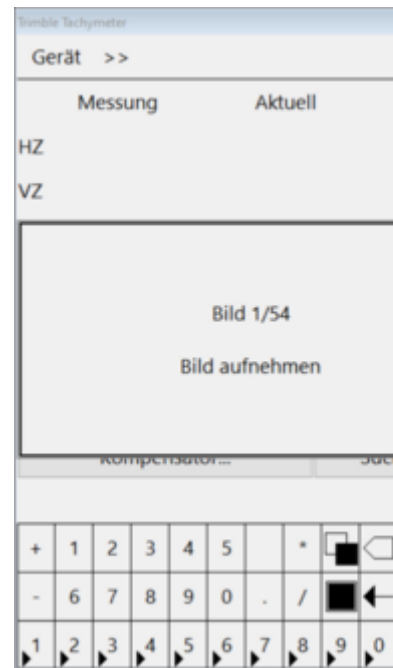 Trimble Tachymeter
Gerät >>
Messung Aktuell
HZ
VZ
Bild 1/54
Bild aufnehmen
Kompensator...
+ 1 2 3 4 5 *
- 6 7 8 9 0 . /
1 2 3 4 5 6 7 8 9 0